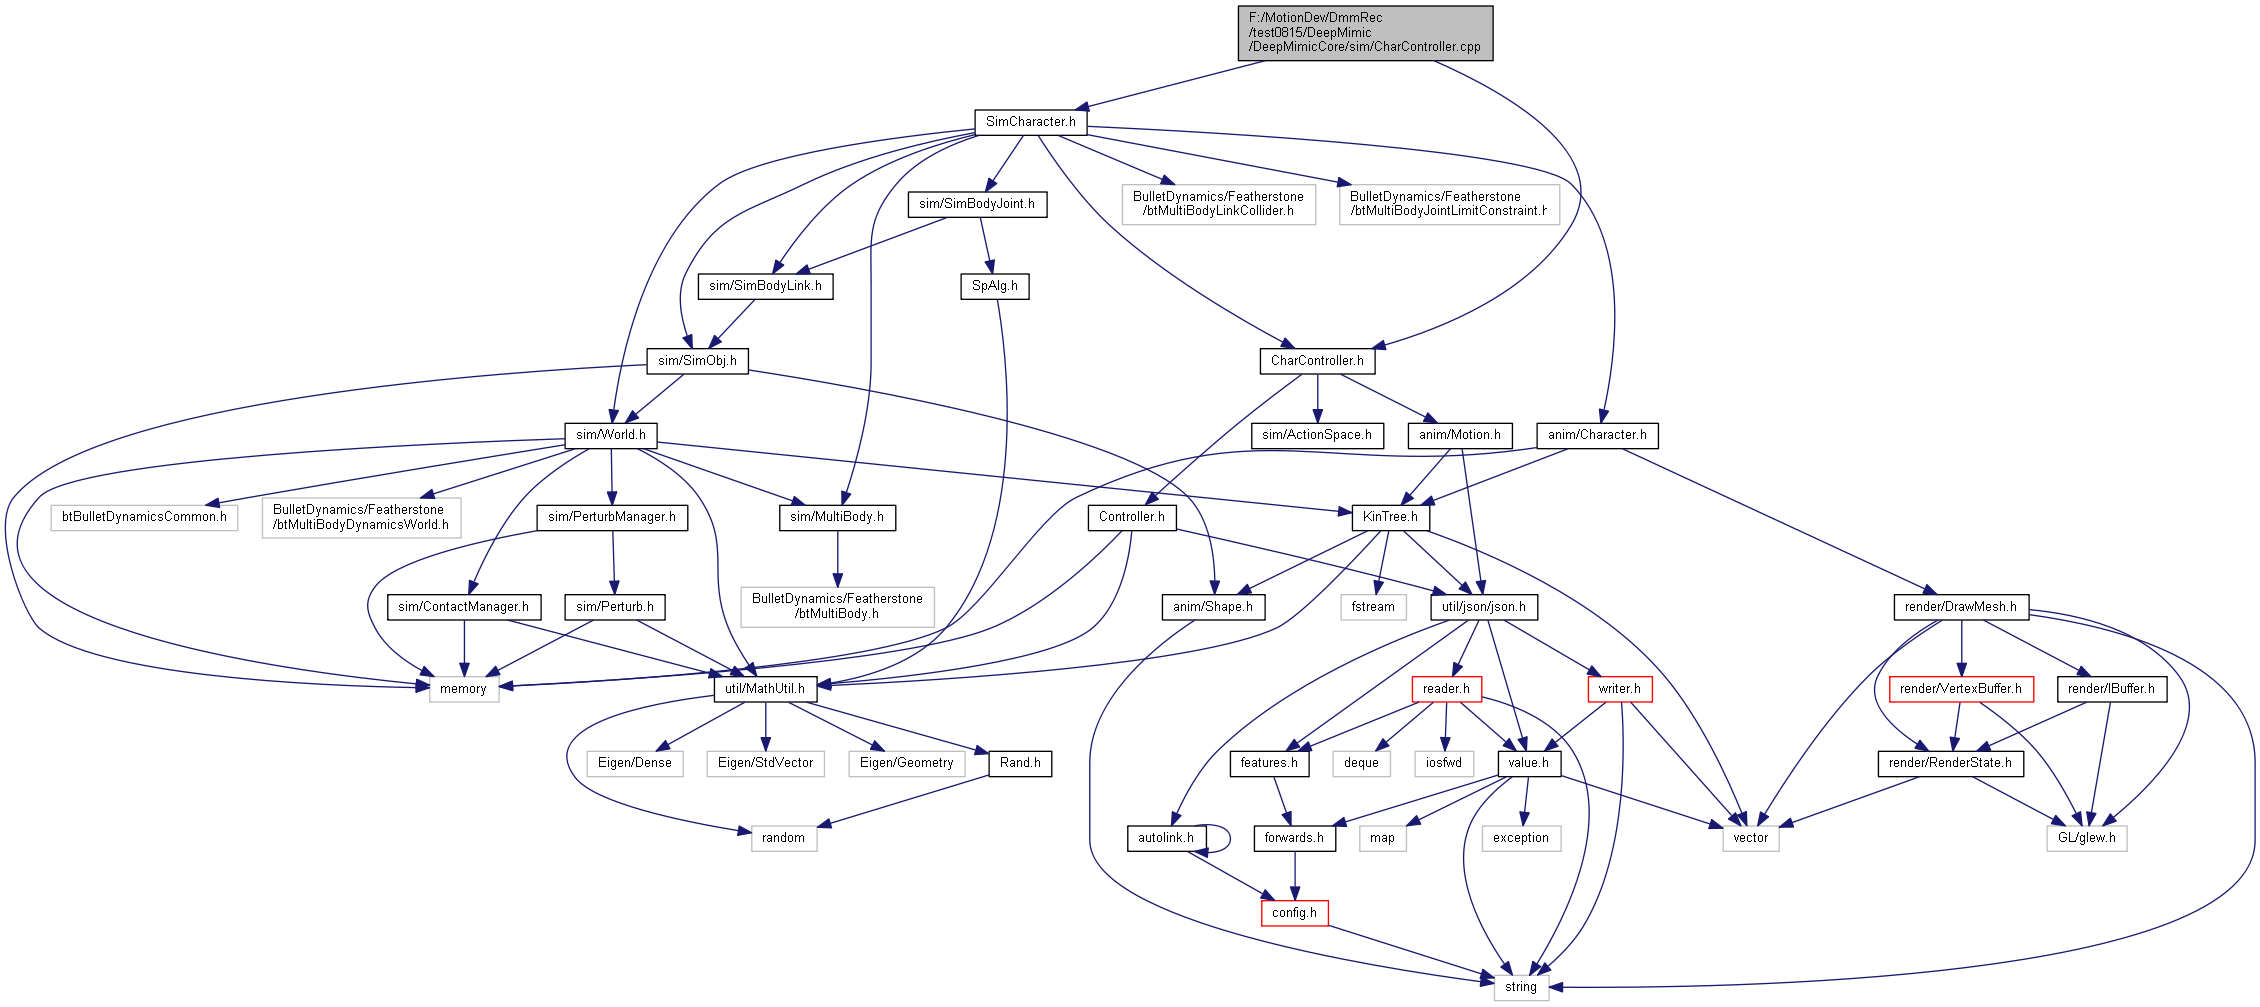 F:/MotionDev/DmmRec
/test0815/DeepMimic
/DeepMimicCore/sim/CharController.cpp
SimCharacter.h
sim/SimBodyJoint.h
BulletDynamics/Featherstone
/btMultiBodyLinkCollider.h
BulletDynamics/Featherstone
/btMultiBodyJointLimitConstraint.h
sim/SimBodyLink.h
SpAlg.h
sim/SimObj.h
CharController.h
sim/World.h
sim/ActionSpace.h
anim/Motion.h
anim/Character.h
btBulletDynamicsCommon.h
BulletDynamics/Featherstone
/btMultiBodyDynamicsWorld.h
sim/PerturbManager.h
sim/MultiBody.h
Controller.h
KinTree.h
sim/ContactManager.h
sim/Perturb.h
BulletDynamics/Featherstone
/btMultiBody.h
anim/Shape.h
fstream
util/json/json.h
render/DrawMesh.h
memory
util/MathUtil.h
reader.h
writer.h
render/VertexBuffer.h
render/IBuffer.h
Eigen/Dense
Eigen/StdVector
Eigen/Geometry
Rand.h
features.h
deque
iosfwd
value.h
render/RenderState.h
random
autolink.h
forwards.h
map
exception
vector
GL/glew.h
config.h
string